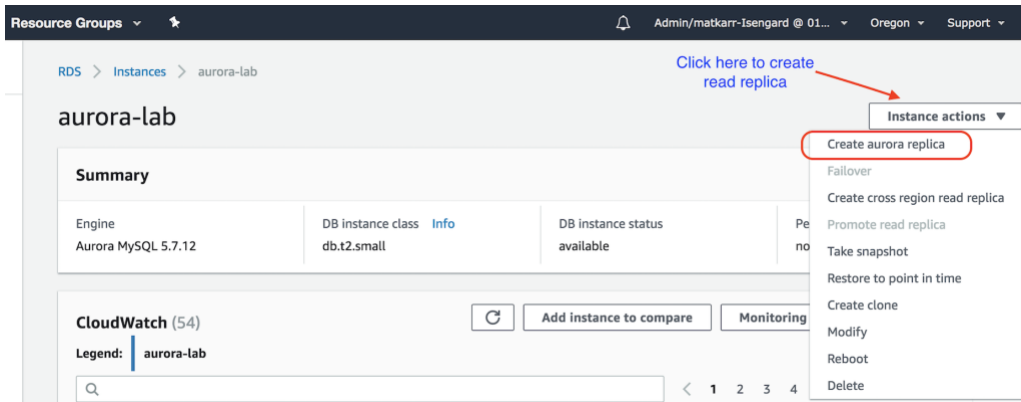 Resource Groups
Admin/matkarr-Isengard @ 01... Oregon Support
RDS > Instances > aurora-lab
Click here to create
read replica
aurora-lab
Instance actions
Create aurora replica
Failover
Create cross region read replica
Promote read replica
Take snapshot
Restore to point in time
Create clone
Modify
Reboot
Delete
Summary
Engine
Aurora MySQL 5.7.12
DB instance class Info
db.t2.small
DB instance status
available
Pe
no
CloudWatch (54)
Add instance to compare
Monitoring
Legend: aurora-lab
< 1 2 3 4